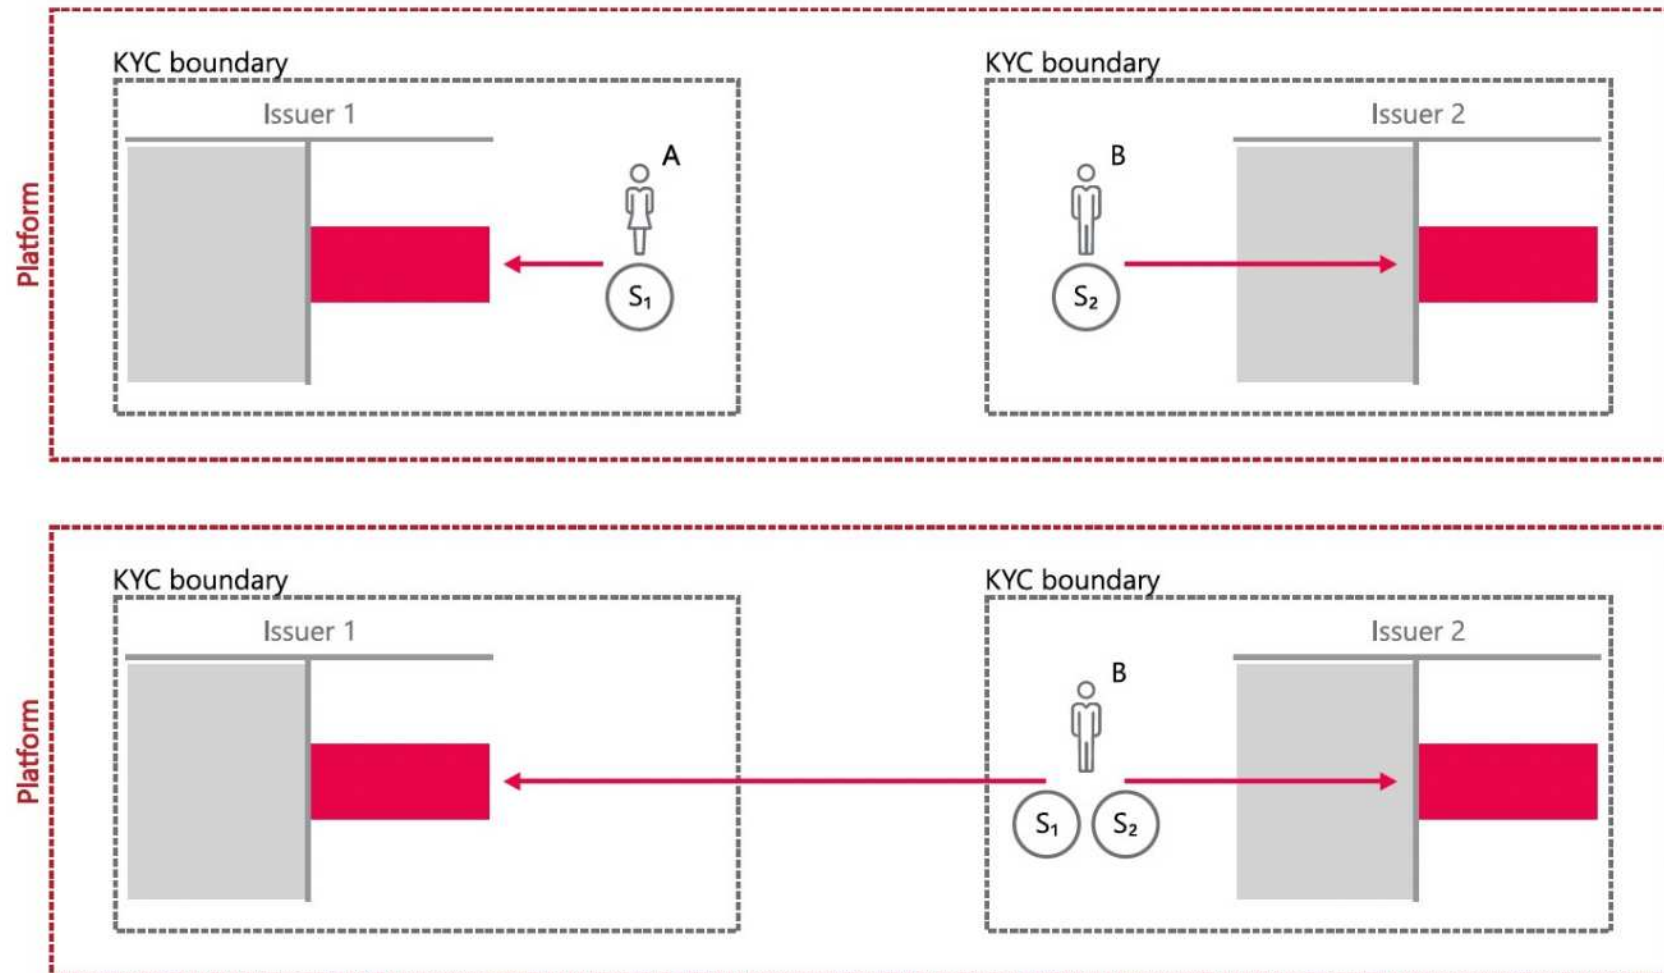 Platform
KYC boundary
Issuer 1
A
S₁
KYC boundary
Issuer 2
B
S₂
Platform
KYC boundary
Issuer 1
KYC boundary
Issuer 2
B
S₁ S₂